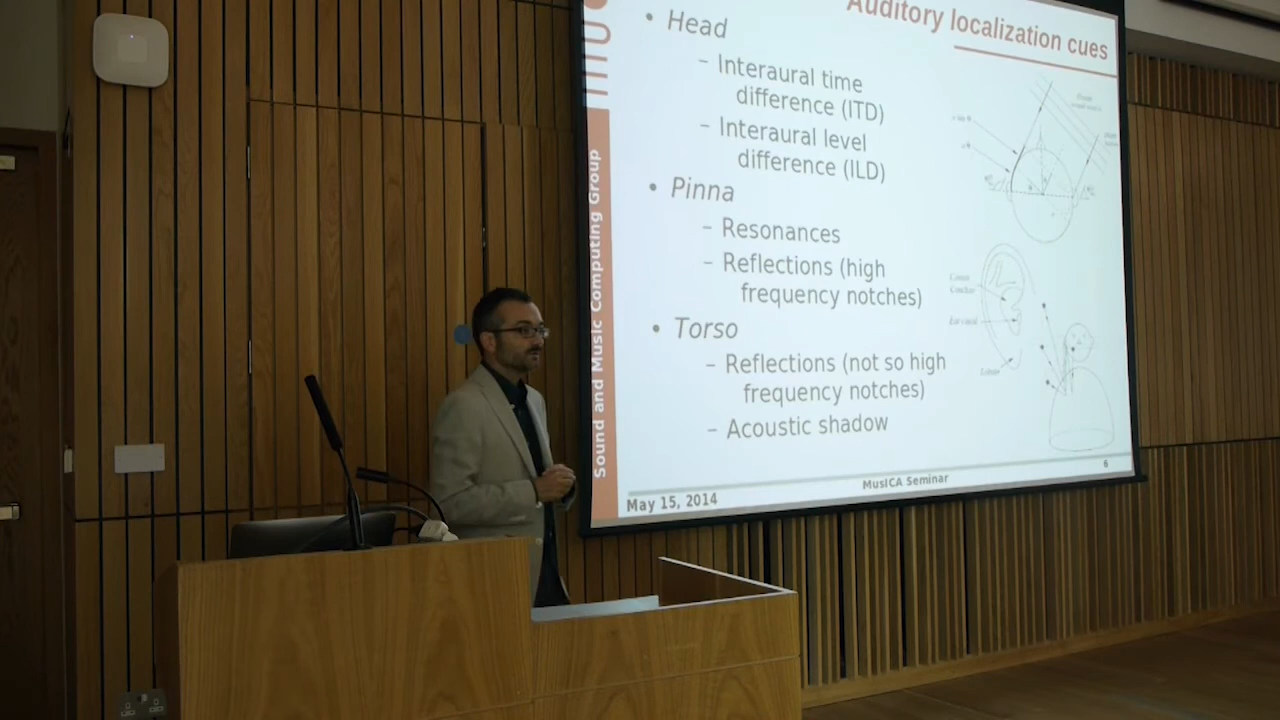 Auditory localization cues
• Head
– Interaural time
difference (ITD)
– Interaural level
difference (ILD)
• Pinna
– Resonances
– Reflections (high
frequency notches)
• Torso
– Reflections (not so high
frequency notches)
– Acoustic shadow
Sound and Music Computing Group
May 15, 2014
MusICA Seminar
6